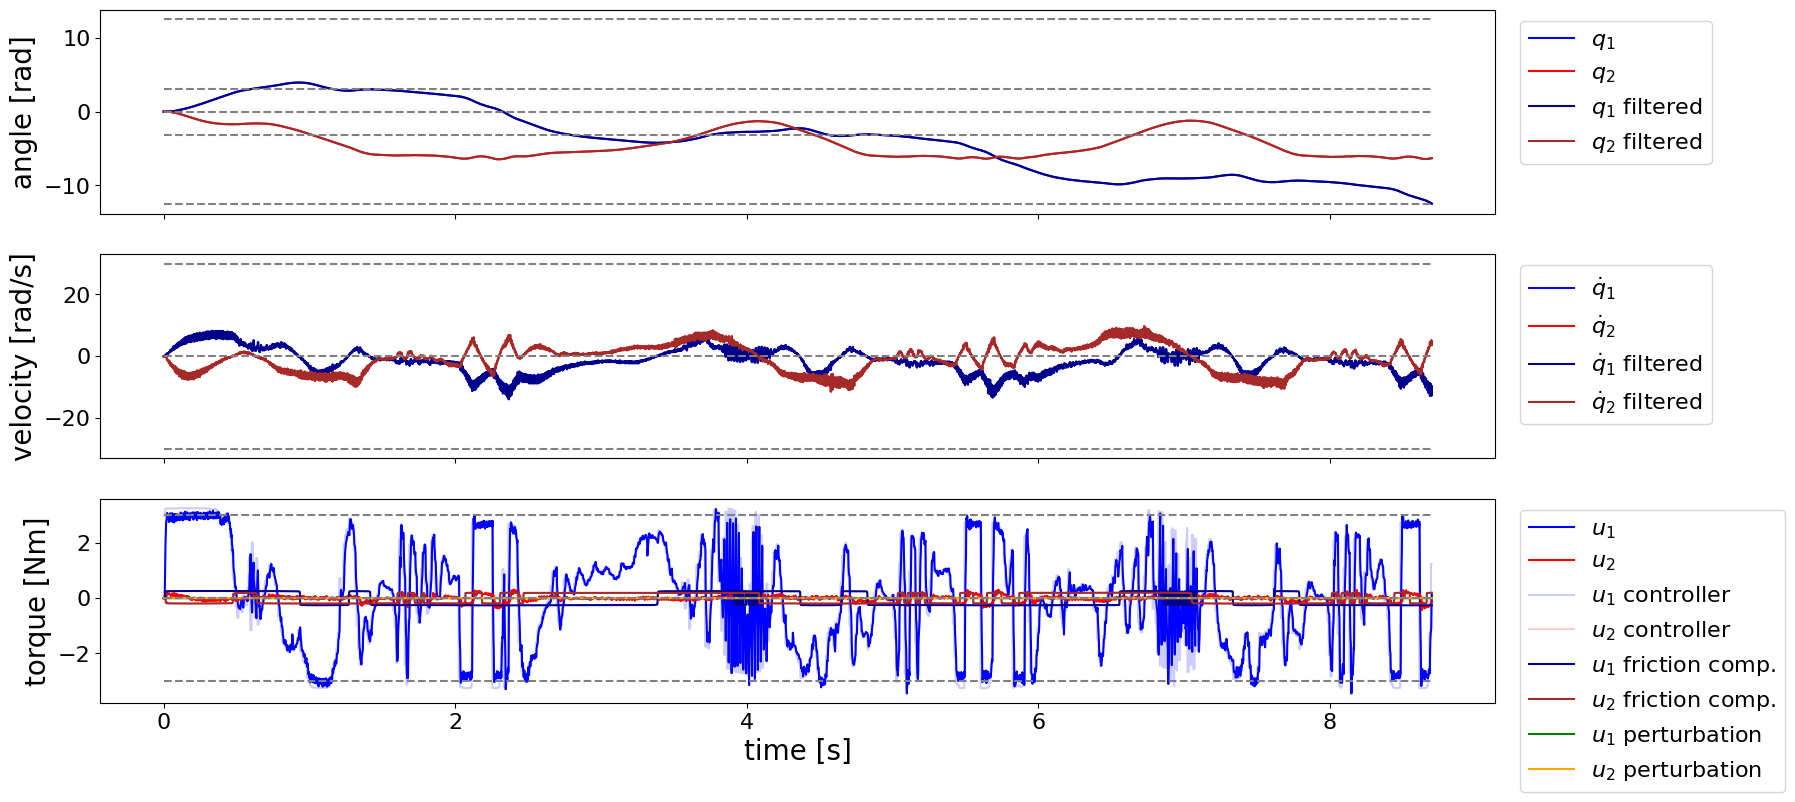 angle [rad]
10
0
−10
q₁
q₂
q₁ filtered
q₂ filtered
velocity [rad/s]
20
0
−20
q̇₁
q̇₂
q̇₁ filtered
q̇₂ filtered
torque [Nm]
2
0
−2
0 2 4 6 8
time [s]
u₁
u₂
u₁ controller
u₂ controller
u₁ friction comp.
u₂ friction comp.
u₁ perturbation
u₂ perturbation